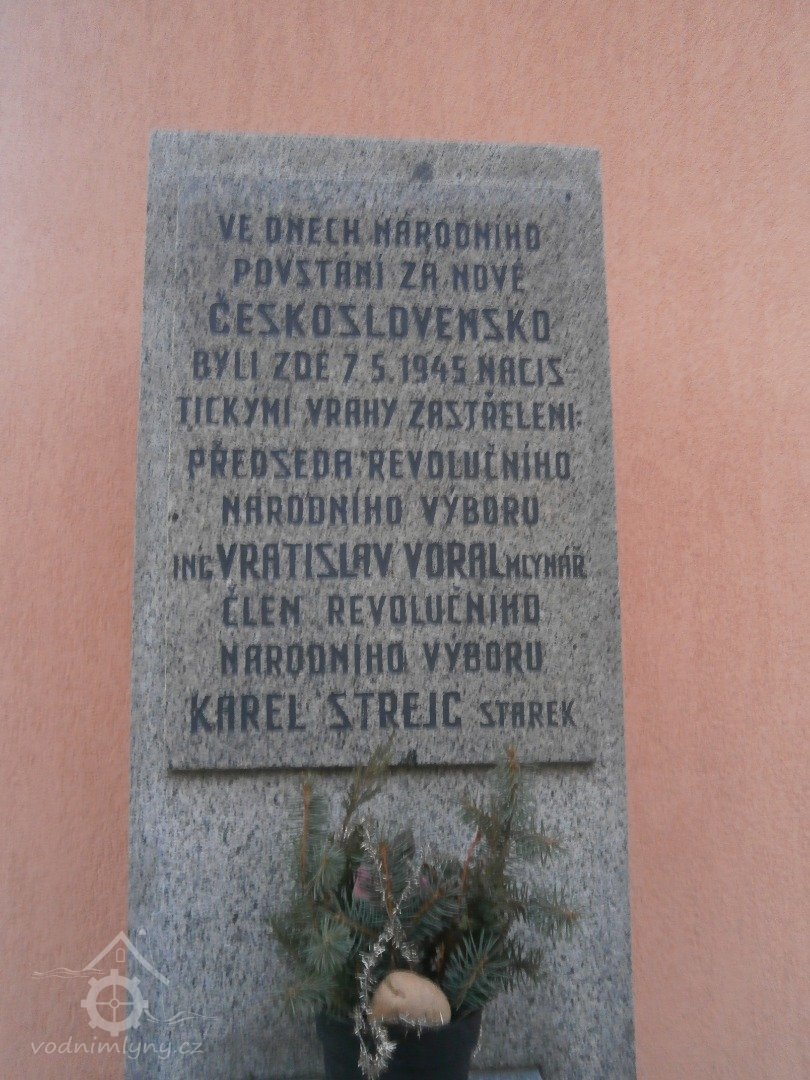 VE DNECH NÁRODNÍHO
POVSTÁNÍ ZA NOVÉ
ČESKOSLOVENSKO
BYLI ZDE 7.5.1945 NACIS-
TICKÝMI VRAHY ZASTŘELENI:
PŘEDSEDA REVOLUČNÍHO
NÁRODNÍHO VÝBORU
ING VRATISLAV VORAL MLYNÁŘ
ČLEN REVOLUČNÍHO
NÁRODNÍHO VÝBORU
KAREL STREJC STÁREK
vodnimlyny.cz